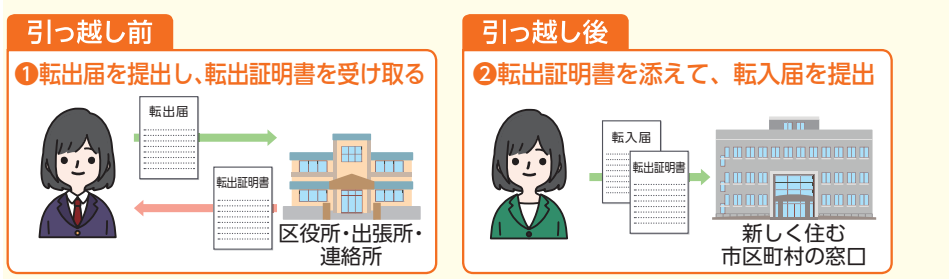 引っ越し前
❶転出届を提出し、転出証明書を受け取る
転出届
転出証明書
区役所・出張所・
連絡所
引っ越し後
❷転出証明書を添えて、転入届を提出
転入届
転出証明書
新しく住む
市区町村の窓口